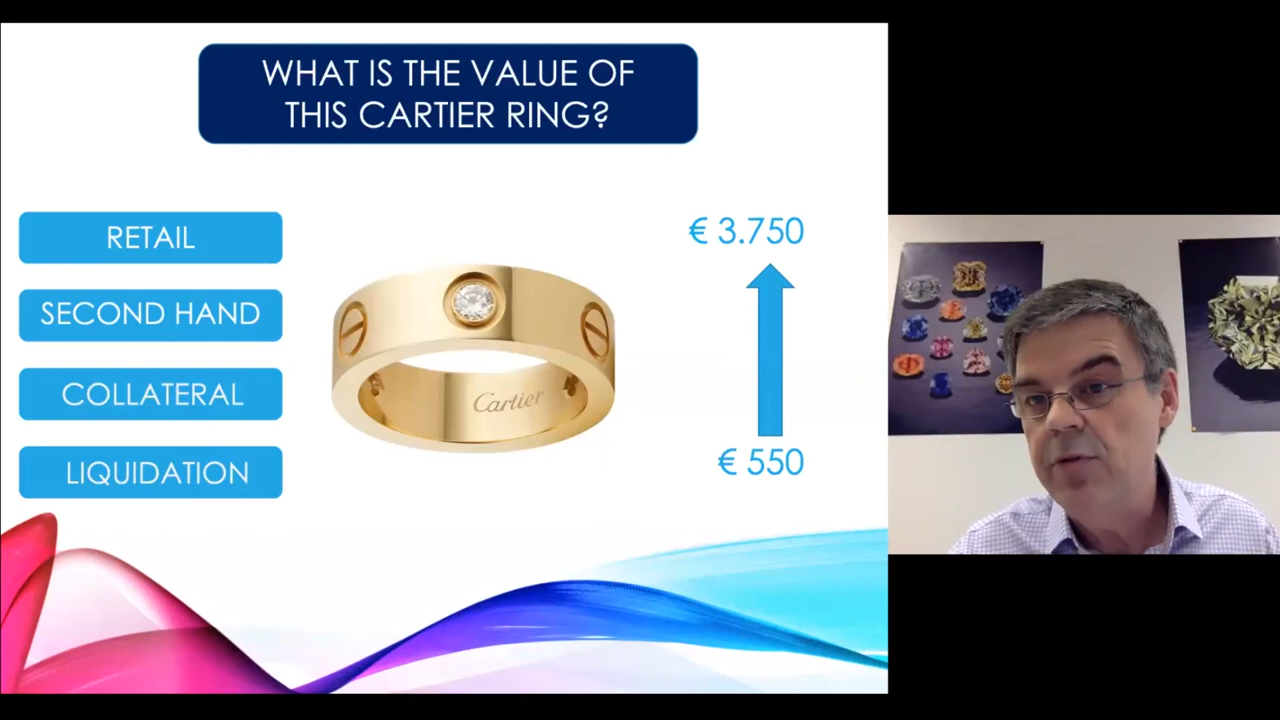 WHAT IS THE VALUE OF
THIS CARTIER RING?
RETAIL
SECOND HAND
COLLATERAL
LIQUIDATION
Cartier
€ 3.750
€ 550